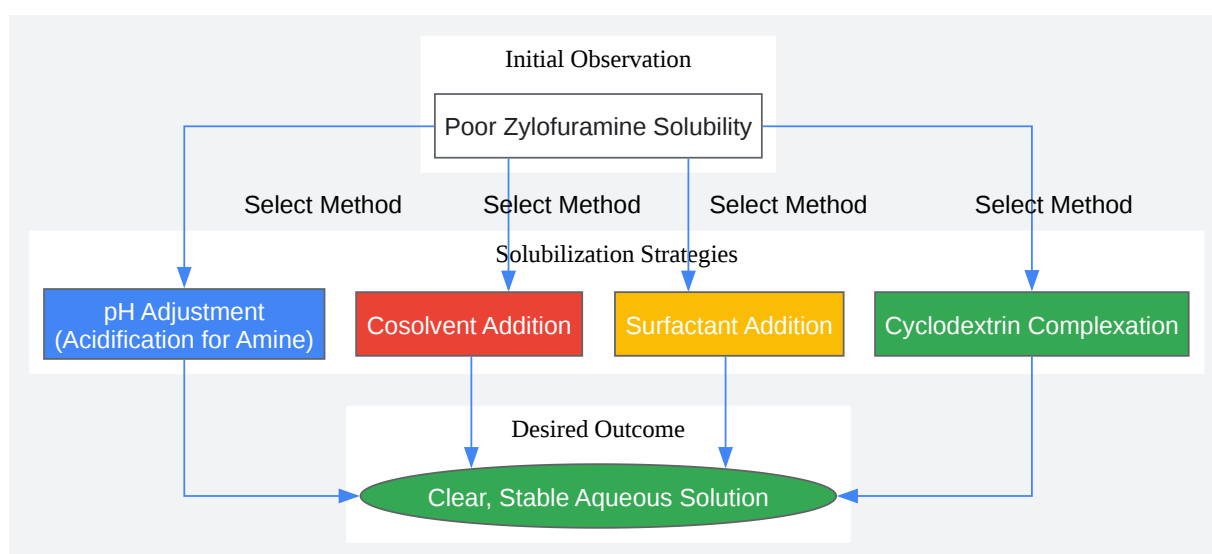 Initial Observation
Poor Zylofuramine Solubility
Select Method
Select Method
Select Method
Select Method
Solubilization Strategies
pH Adjustment
(Acidification for Amine)
Cosolvent Addition
Surfactant Addition
Cyclodextrin Complexation
Desired Outcome
Clear, Stable Aqueous Solution